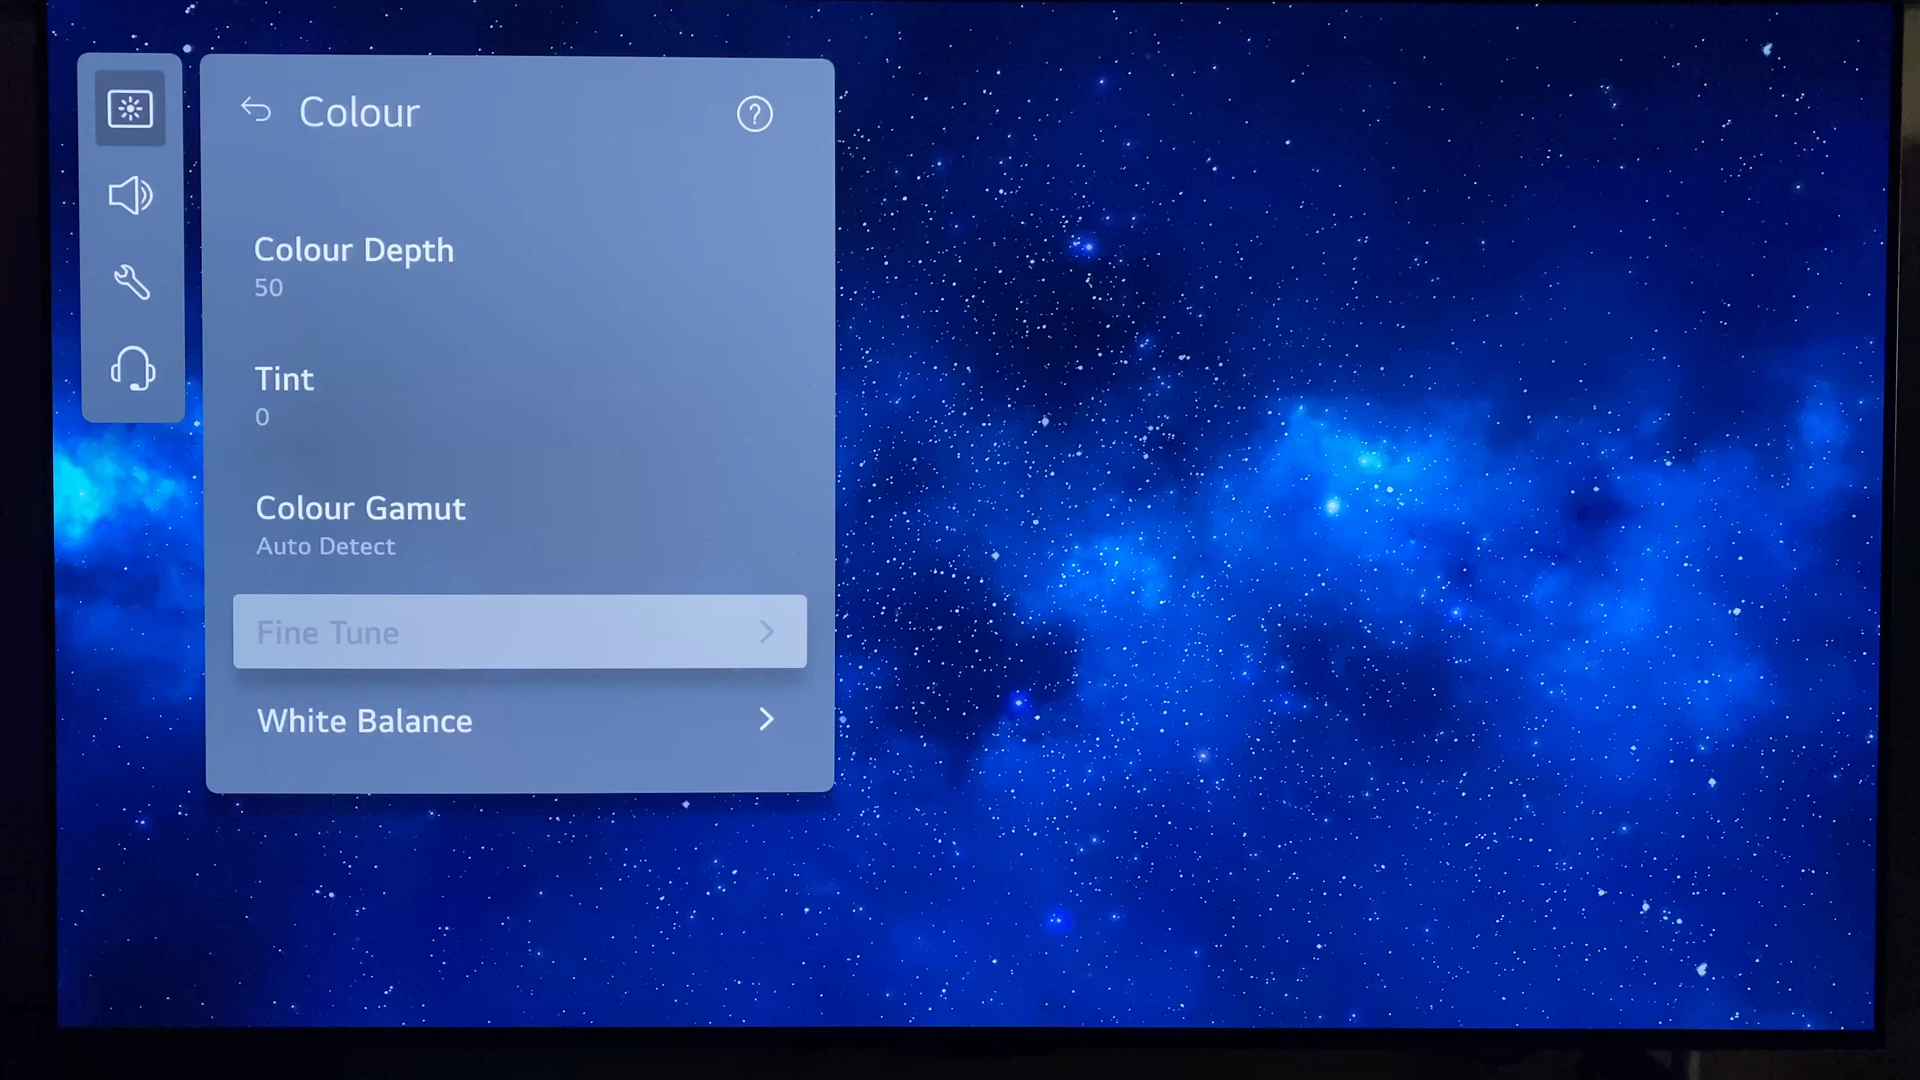 Colour
?
Colour Depth
50
Tint
0
Colour Gamut
Auto Detect
Fine Tune
White Balance